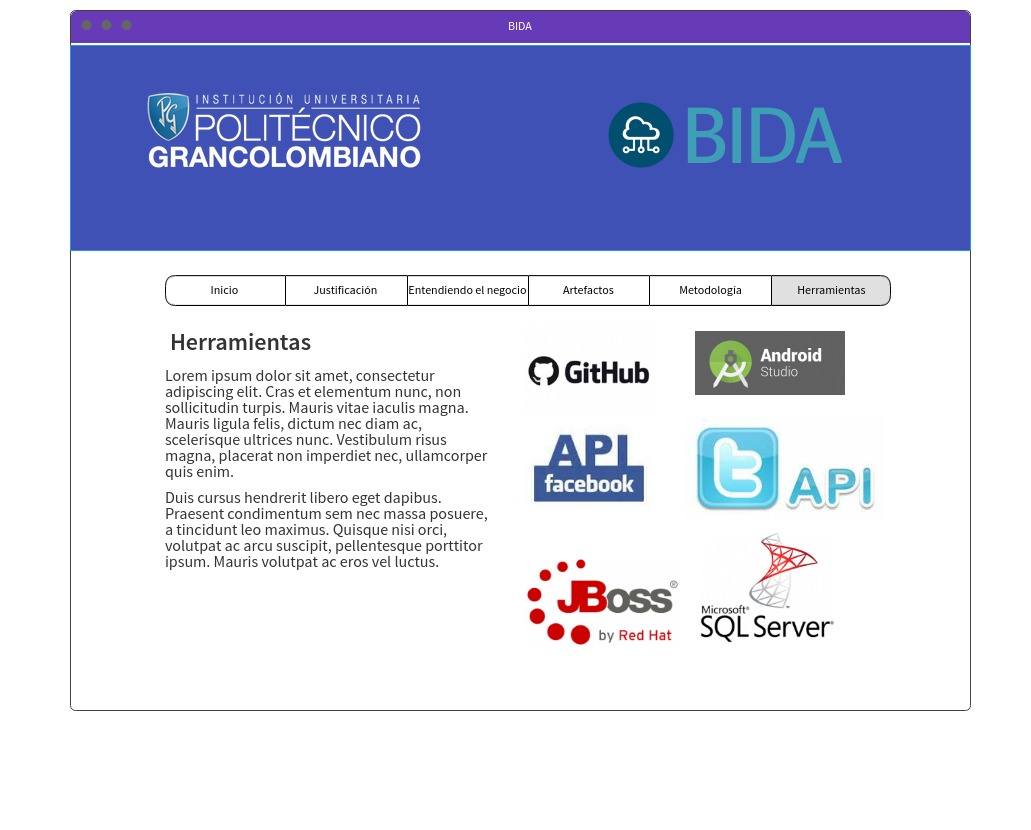 BIDA
INSTITUCIÓN UNIVERSITARIA
POLITÉCNICO
GRANCOLOMBIANO
BIDA
Inicio
Justificación
Entendiendo el negocio
Artefactos
Metodología
Herramientas
Herramientas
Lorem ipsum dolor sit amet, consectetur
adipiscing elit. Cras et elementum nunc, non
sollicitudin turpis. Mauris vitae iaculis magna.
Mauris ligula felis, dictum nec diam ac,
scelerisque ultrices nunc. Vestibulum risus
magna, placerat non imperdiet nec, ullamcorper
quis enim.
Duis cursus hendrerit libero eget dapibus.
Praesent condimentum sem nec massa posuere,
a tincidunt leo maximus. Quisque nisi orci,
volutpat ac arcu suscipit, pellentesque porttitor
ipsum. Mauris volutpat ac eros vel luctus.
GitHub
Android
Studio
API
facebook
t API
JBoss®
by Red Hat
Microsoft®
SQL Server®